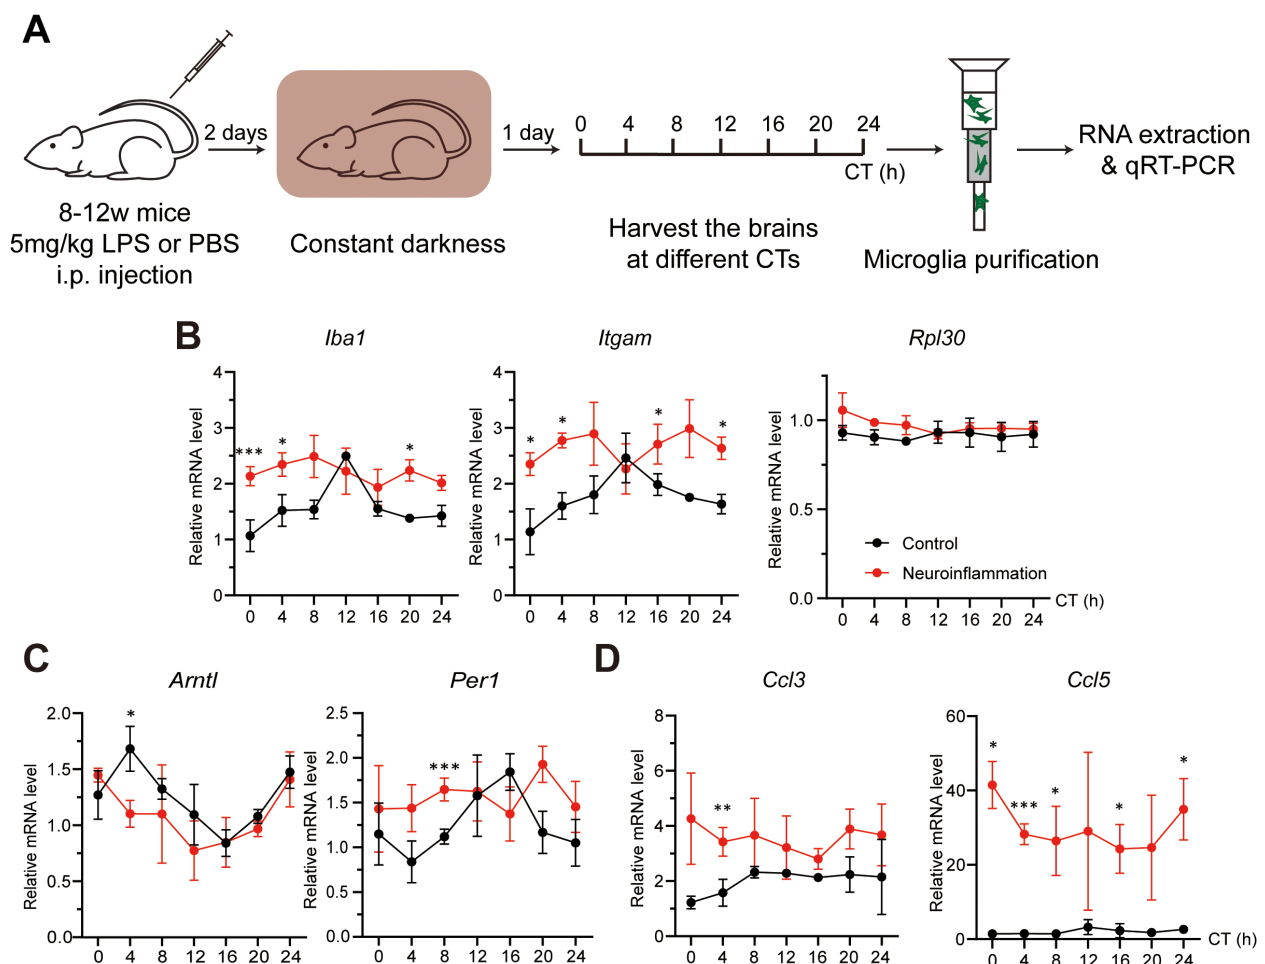 A
2 days
1 day
0 4 8 12 16 20 24
CT (h)
RNA extraction
& qRT-PCR
8-12w mice
5mg/kg LPS or PBS
i.p. injection
Constant darkness
Harvest the brains
at different CTs
Microglia purification
B
Iba1
Relative mRNA level
4
3
2
1
0
***
*
*
0 4 8 12 16 20 24
Itgam
Relative mRNA level
4
3
2
1
0
*
*
*
*
0 4 8 12 16 20 24
Rpl30
Relative mRNA level
1.0
0.5
0.0
Control
Neuroinflammation
0 4 8 12 16 20 24
CT (h)
C
Arntl
Relative mRNA level
2.0
1.5
1.0
0.5
0.0
*
0 4 8 12 16 20 24
Per1
Relative mRNA level
2.5
2.0
1.5
1.0
0.5
0.0
***
0 4 8 12 16 20 24
D
Ccl3
Relative mRNA level
8
6
4
2
0
**
0 4 8 12 16 20 24
Ccl5
Relative mRNA level
60
40
20
0
*
***
*
*
*
0 4 8 12 16 20 24
CT (h)